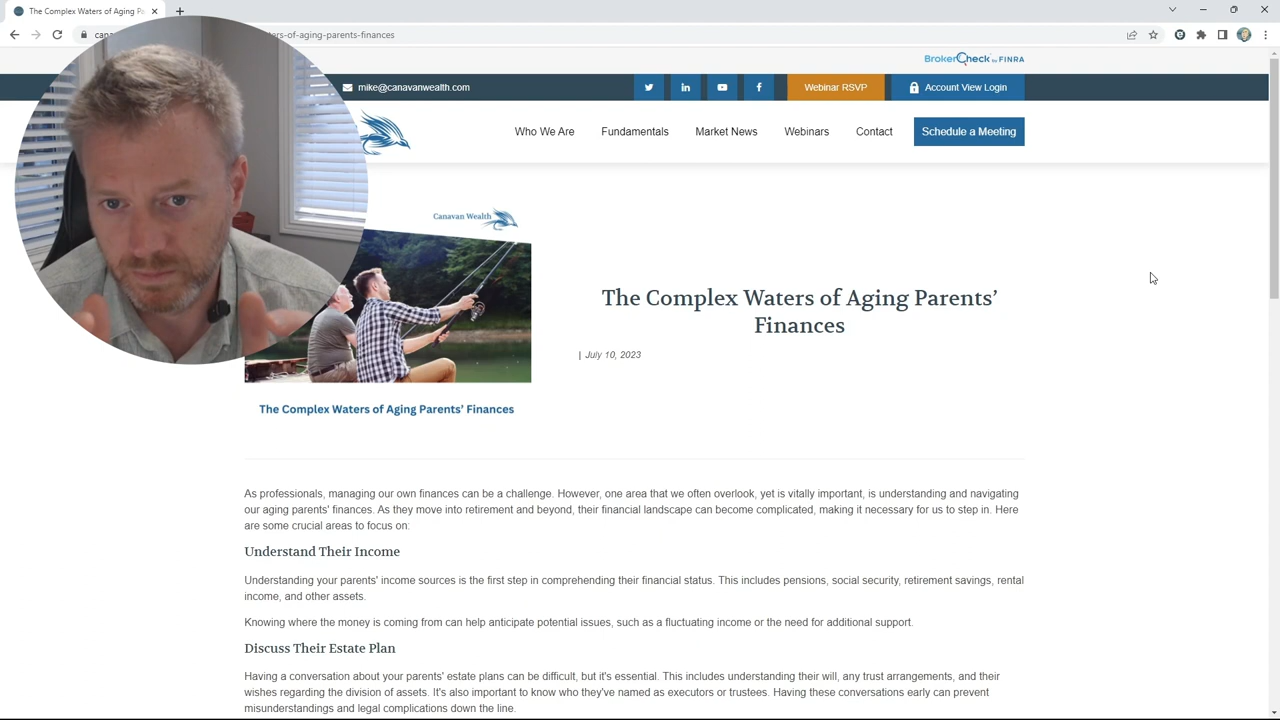 The Complex Waters of Aging Pa
BrokerCheck by FINRA
cana
ers-of-aging-parents-finances
mike@canavanwealth.com
Webinar RSVP
Account View Login
Who We Are
Fundamentals
Market News
Webinars
Contact
Schedule a Meeting
Canavan Wealth
The Complex Waters of Aging Parents' Finances
The Complex Waters of Aging Parents’
Finances
| July 10, 2023
As professionals, managing our own finances can be a challenge. However, one area that we often overlook, yet is vitally important, is understanding and navigating
our aging parents' finances. As they move into retirement and beyond, their financial landscape can become complicated, making it necessary for us to step in. Here
are some crucial areas to focus on:
Understand Their Income
Understanding your parents' income sources is the first step in comprehending their financial status. This includes pensions, social security, retirement savings, rental
income, and other assets.
Knowing where the money is coming from can help anticipate potential issues, such as a fluctuating income or the need for additional support.
Discuss Their Estate Plan
Having a conversation about your parents' estate plans can be difficult, but it's essential. This includes understanding their will, any trust arrangements, and their
wishes regarding the division of assets. It's also important to know who they've named as executors or trustees. Having these conversations early can prevent
misunderstandings and legal complications down the line.